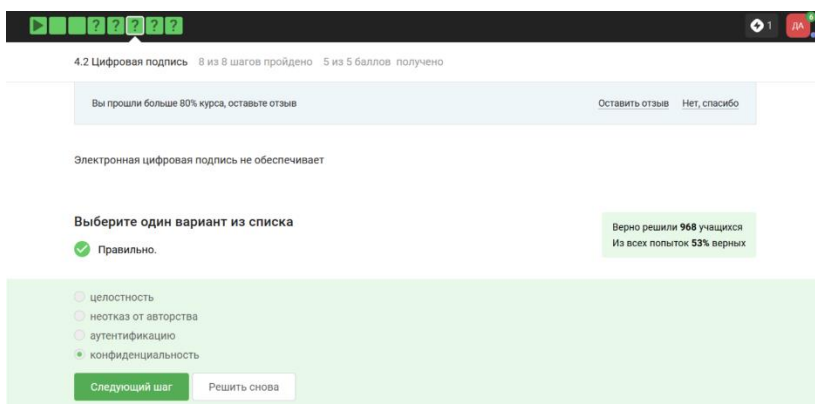 ? ? ? ? ?
1
ДА
6
4.2 Цифровая подпись 8 из 8 шагов пройдено 5 из 5 баллов получено
Вы прошли больше 80% курса, оставьте отзыв Оставить отзыв Нет, спасибо
Электронная цифровая подпись не обеспечивает
Выберите один вариант из списка
Правильно.
Верно решили 968 учащихся
Из всех попыток 53% верных
целостность
неотказ от авторства
аутентификацию
конфиденциальность
Следующий шаг Решить снова